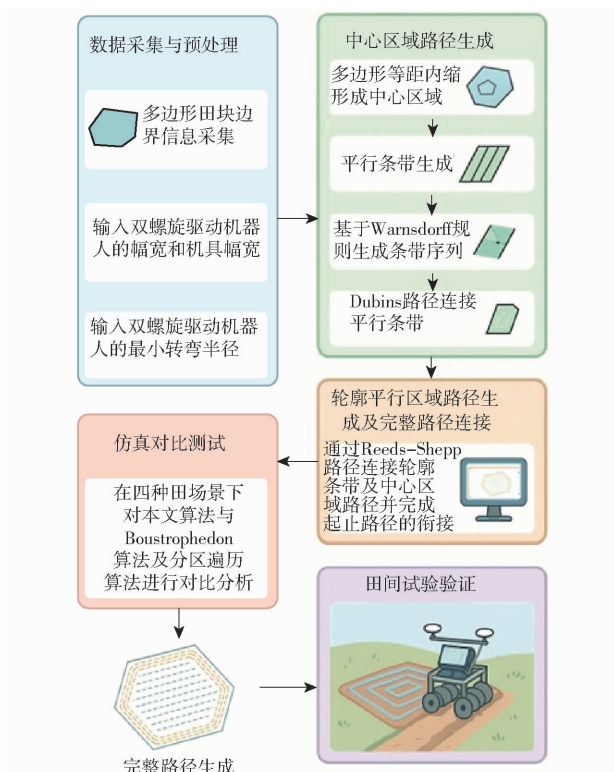 数据采集与预处理
多边形田块边
界信息采集
输入双螺旋驱动机器
人的幅宽和机具幅宽
输入双螺旋驱动机器
人的最小转弯半径
中心区域路径生成
多边形等距内缩
形成中心区域
平行条带生成
基于Warnsdorff规
则生成条带序列
Dubins路径连接
平行条带
轮廓平行区域路径生
成及完整路径连接
通过Reeds-Shepp
路径连接轮廓
条带及中心区
域路径并完成
起止路径的衔接
仿真对比测试
在四种田场景下
对本文算法与
Boustrophedon
算法及分区遍历
算法进行对比分析
完整路径生成
田间试验验证